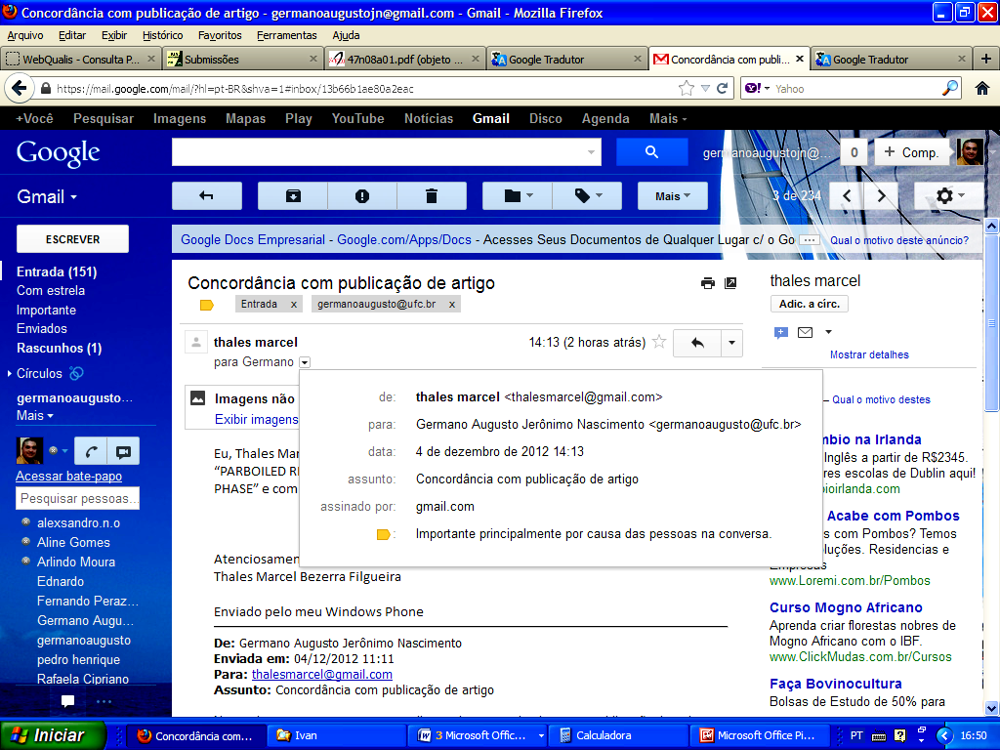 Concordância com publicação de artigo - germanoaugustojn@gmail.com - Gmail - Mozilla Firefox
Arquivo Editar Exibir Histórico Favoritos Ferramentas Ajuda
WebQualis - Consulta P... Submissões 47n08a01.pdf (objeto ... Google Tradutor Concordância com publi... Google Tradutor
https://mail.google.com/mail/?hl=pt-BR&shva=1#inbox/13b66b1ae80a2eac Yahoo
+Você Pesquisar Imagens Mapas Play YouTube Notícias Gmail Disco Agenda Mais
Google germanoaugustojn@... 0 + Comp.
Gmail Mais 3 de 234
ESCREVER
Google Docs Empresarial - Google.com/Apps/Docs - Acesses Seus Documentos de Qualquer Lugar c/ o Go ... Qual o motivo deste anúncio?
Entrada (151)
Com estrela
Importante
Enviados
Rascunhos (1)
Círculos
germanoaugusto...
Mais
Acessar bate-papo
Pesquisar pessoas...
alexsandro.n.o
Aline Gomes
Arlindo Moura
Ednardo
Fernando Peraz...
Germano Augu...
germanoaugusto
pedro henrique
Rafaela Cipriano
Concordância com publicação de artigo
Entrada x germanoaugusto@ufc.br x
thales marcel 14:13 (2 horas atrás)
para Germano
Imagens não
Exibir imagens
de: thales marcel <thalesmarcel@gmail.com>
para: Germano Augusto Jerônimo Nascimento <germanoaugusto@ufc.br>
data: 4 de dezembro de 2012 14:13
assunto: Concordância com publicação de artigo
assinado por: gmail.com
: Importante principalmente por causa das pessoas na conversa.
Eu, Thales Mar
"PARBOILED RI
PHASE" e com
Atenciosamen
Thales Marcel Bezerra Filgueira
Enviado pelo meu Windows Phone
De: Germano Augusto Jerônimo Nascimento
Enviada em: 04/12/2012 11:11
Para: thalesmarcel@gmail.com
Assunto: Concordância com publicação de artigo
thales marcel
Adic. a círc.
Mostrar detalhes
– Qual o motivo destes
mbio na Irlanda
Inglês a partir de R$2345.
res escolas de Dublin aqui!
bioirlanda.com
Acabe com Pombos
s com Pombos? Temos
luções. Residencias e
Empresas
www.Loremi.com.br/Pombos
Curso Mogno Africano
Aprenda criar florestas nobres de
Mogno Africano com o IBF.
www.ClickMudas.com.br/Cursos
Faça Bovinocultura
Bolsas de Estudo de 50% para
Iniciar Concordância com... Ivan 3 Microsoft Offic... Calculadora Microsoft Office Pi... PT 16:50